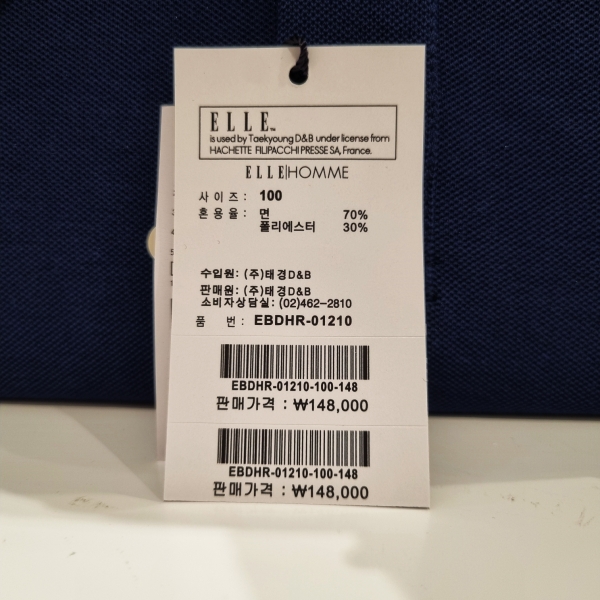 ELLE™
is used by Taekyoung D&B under license from
HACHETTE FILIPACCHI PRESSE SA, France.
ELLE|HOMME
사 이 즈 : 100
혼 용 율 : 면 70%
폴리에스터 30%
수입원: (주)태경D&B
판매원: (주)태경D&B
소비자상담실: (02)462-2810
품 번 : EBDHR-01210
EBDHR-01210-100-148
판매가격 : ₩148,000
EBDHR-01210-100-148
판매가격 : ₩148,000